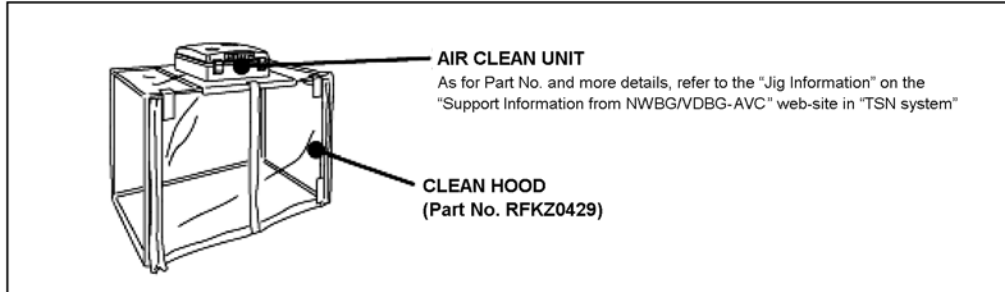 AIR CLEAN UNIT
As for Part No. and more details, refer to the “Jig Information” on the
“Support Information from NWBG/VDBG-AVC” web-site in “TSN system”
CLEAN HOOD
(Part No. RFKZ0429)